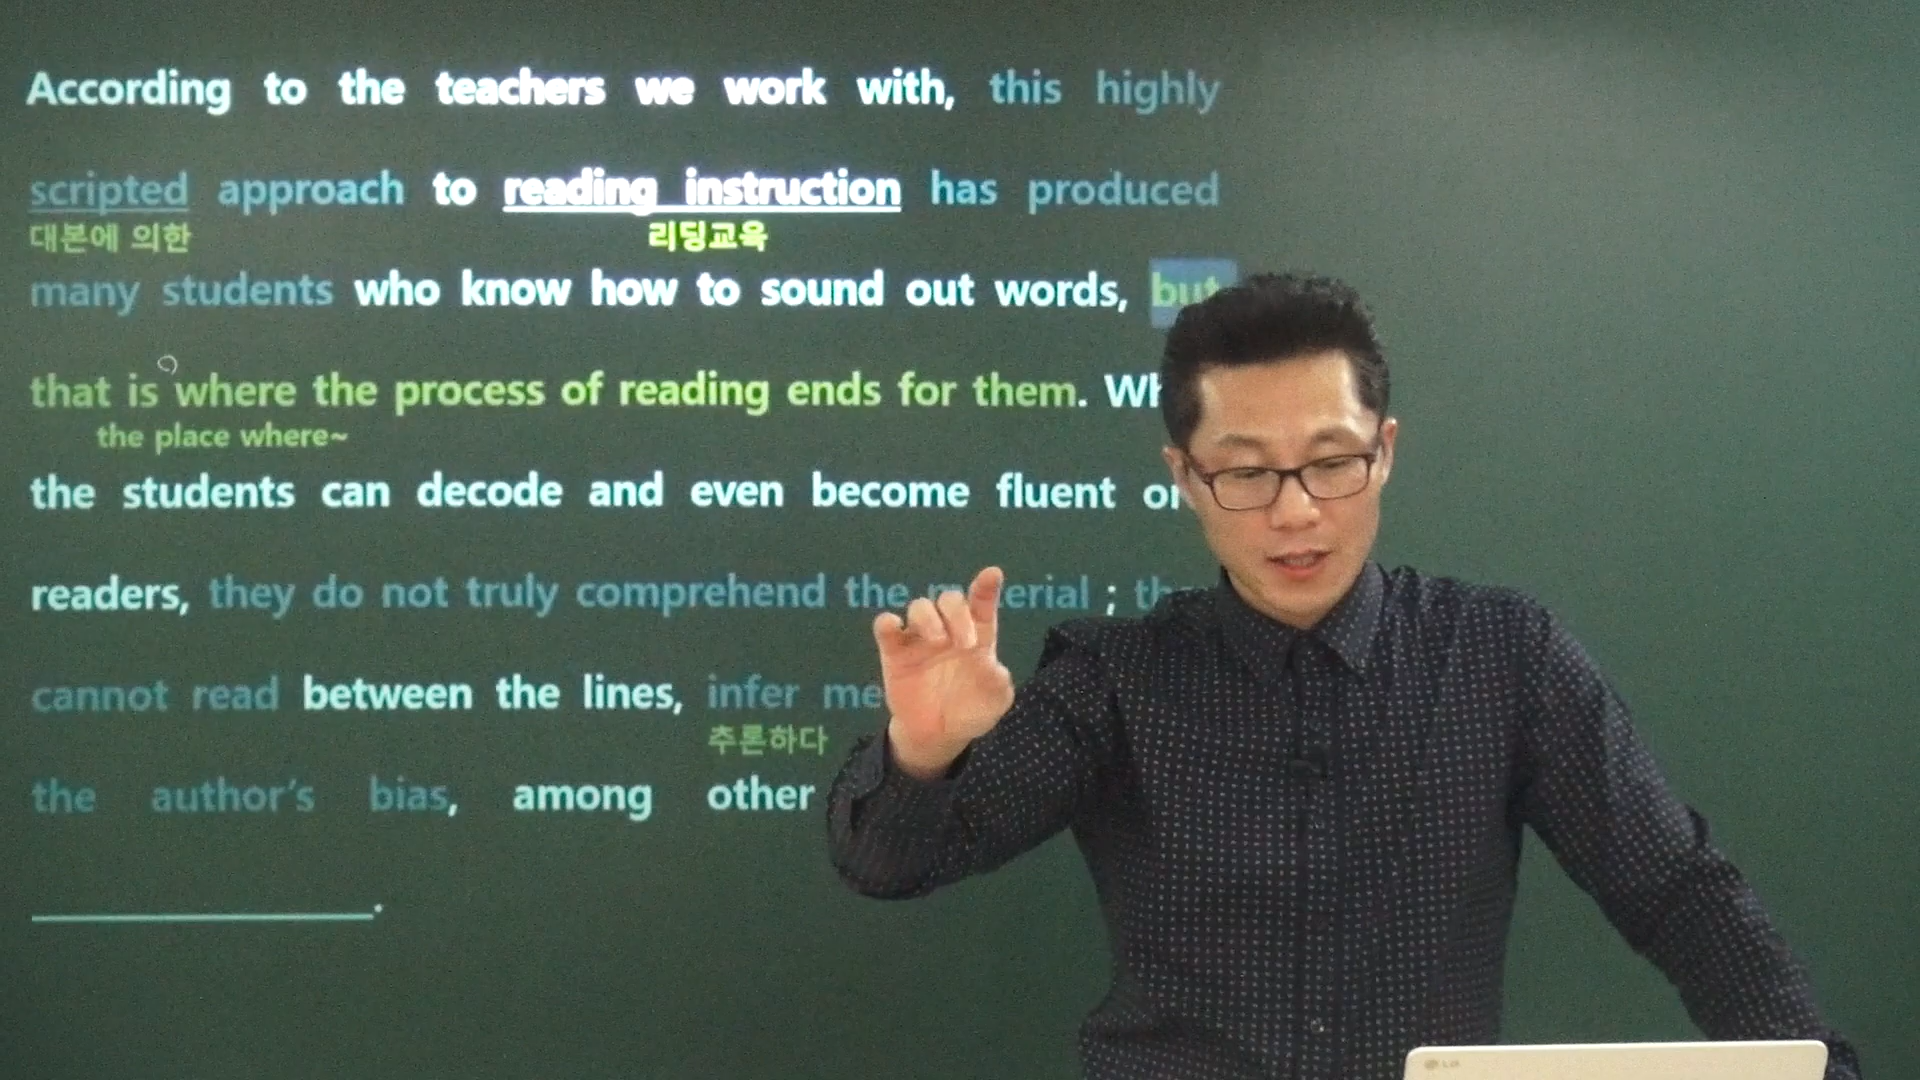 According to the teachers we work with, this highly
scripted approach to reading instruction has produced
대본에 의한 리딩교육
many students who know how to sound out words, but
that is where the process of reading ends for them.
the place where~
the students can decode and even become fluent
readers, they do not truly comprehend the ;
cannot read between the lines, infer
추론하다
the author's bias, among other
.
LG